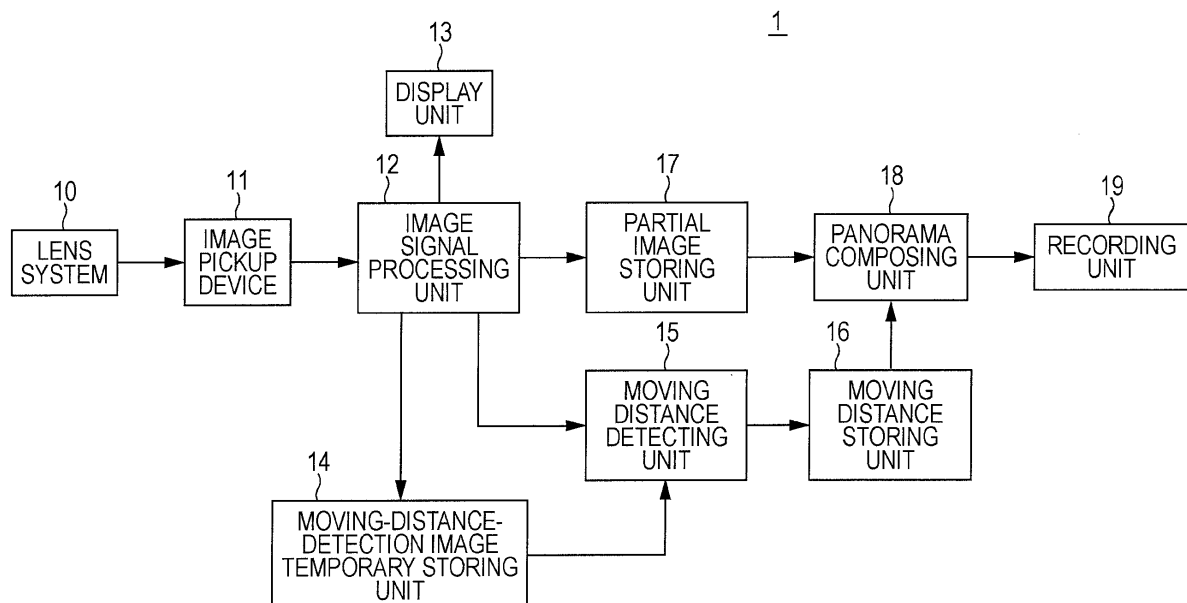 1
13
DISPLAY
UNIT
10
LENS
SYSTEM
11
IMAGE
PICKUP
DEVICE
12
IMAGE
SIGNAL
PROCESSING
UNIT
17
PARTIAL
IMAGE
STORING
UNIT
18
PANORAMA
COMPOSING
UNIT
19
RECORDING
UNIT
15
MOVING
DISTANCE
DETECTING
UNIT
16
MOVING
DISTANCE
STORING
UNIT
14
MOVING-DISTANCE-
DETECTION IMAGE
TEMPORARY STORING
UNIT